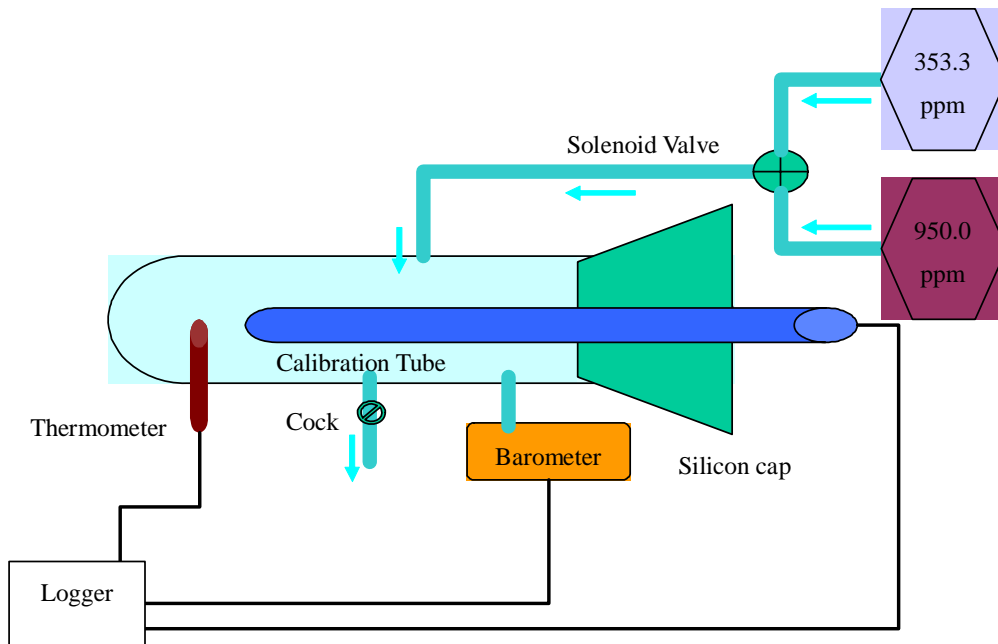 353.3
ppm
Solenoid Valve
950.0
ppm
Calibration Tube
Cock
Thermometer
Barometer
Silicon cap
Logger